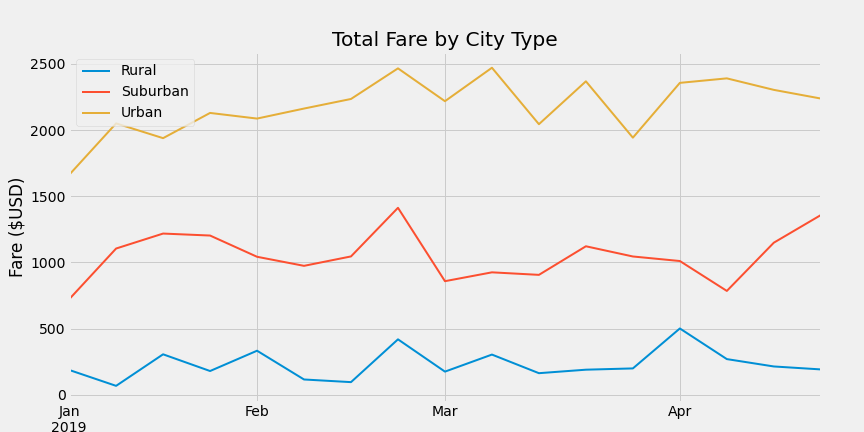 Total Fare by City Type
Rural
Suburban
Urban
Fare ($USD)
2500
2000
1500
1000
500
0
Jan Feb Mar Apr
2019